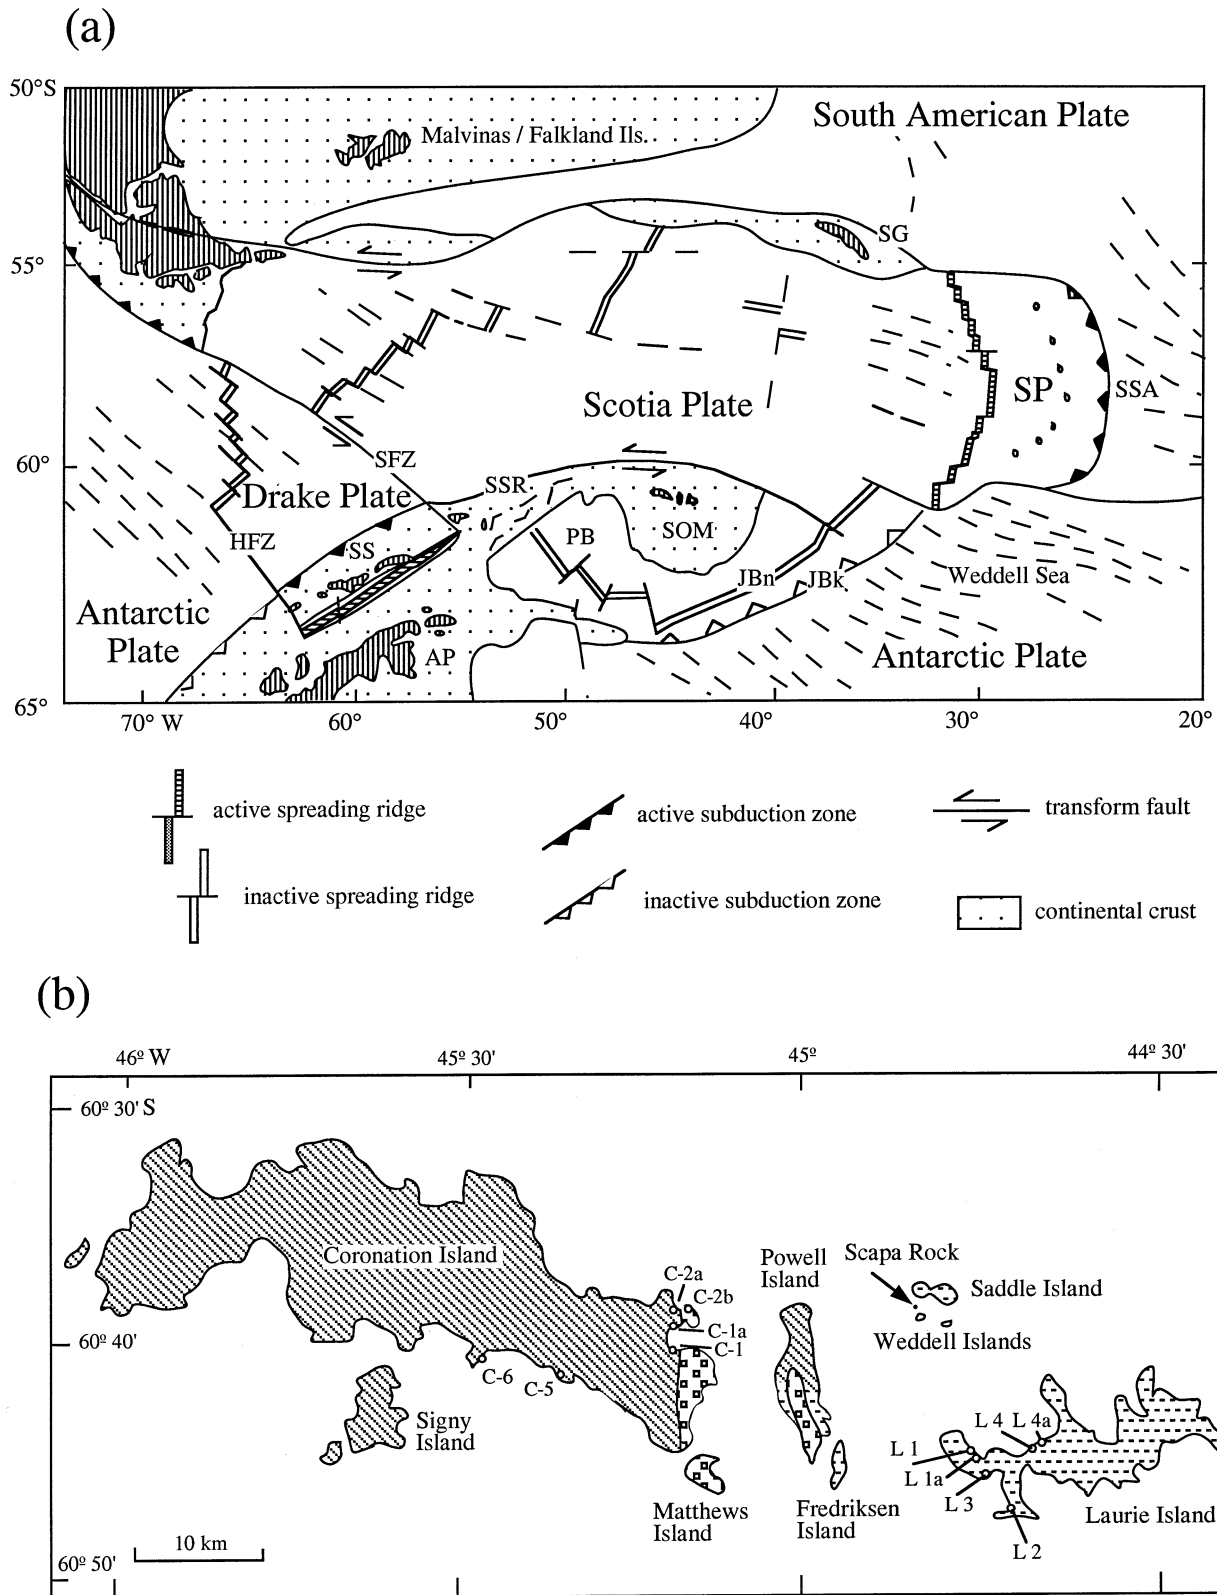 (a)
50°S
South American Plate
Malvinas / Falkland Ils.
SG
55°
SP
SSA
Scotia Plate
SFZ
60°
SSR
Drake Plate
HFZ
SS
PB
SOM
JBn
JBk
Weddell Sea
Antarctic
Plate
AP
Antarctic Plate
65°
70° W
60°
50°
40°
30°
20°
active spreading ridge
active subduction zone
transform fault
inactive spreading ridge
inactive subduction zone
continental crust
(b)
46º W
45º 30'
45º
44º 30'
60º 30' S
Coronation Island
Powell
Island
Scapa Rock
C-2a
C-2b
Saddle Island
C-1a
C-1
Weddell Islands
60º 40'
C-6
C-5
Signy
Island
L 4
L 4a
L 1
L 1a
L 3
Matthews
Island
Fredriksen
Island
Laurie Island
L 2
10 km
60º 50'